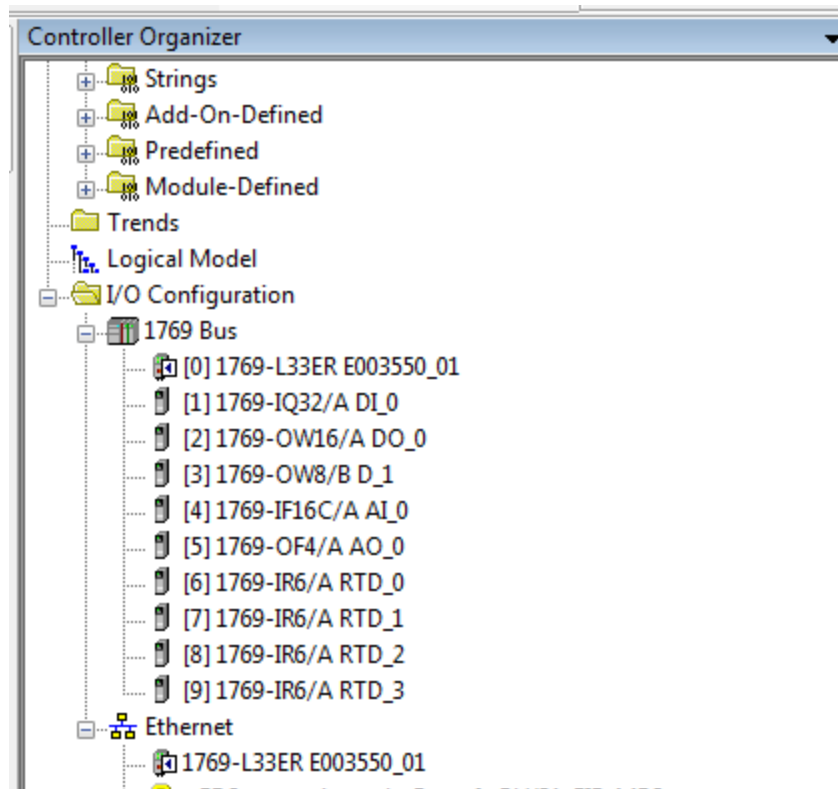 Controller Organizer
Strings
Add-On-Defined
Predefined
Module-Defined
Trends
Logical Model
I/O Configuration
1769 Bus
[0] 1769-L33ER E003550_01
[1] 1769-IQ32/A DI_0
[2] 1769-OW16/A DO_0
[3] 1769-OW8/B D_1
[4] 1769-IF16C/A AI_0
[5] 1769-OF4/A AO_0
[6] 1769-IR6/A RTD_0
[7] 1769-IR6/A RTD_1
[8] 1769-IR6/A RTD_2
[9] 1769-IR6/A RTD_3
Ethernet
1769-L33ER E003550_01